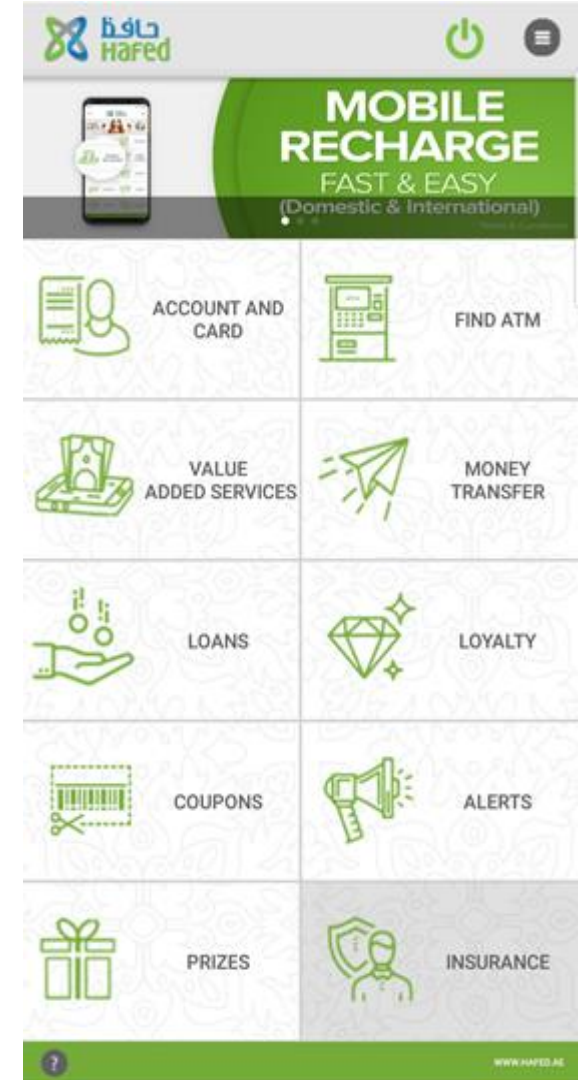 حافظ
Hafed
MOBILE
RECHARGE
FAST & EASY
(Domestic & International)
ACCOUNT AND
CARD
FIND ATM
VALUE
ADDED SERVICES
MONEY
TRANSFER
LOANS
LOYALTY
COUPONS
ALERTS
PRIZES
INSURANCE
?
WWW.HAFED.AE